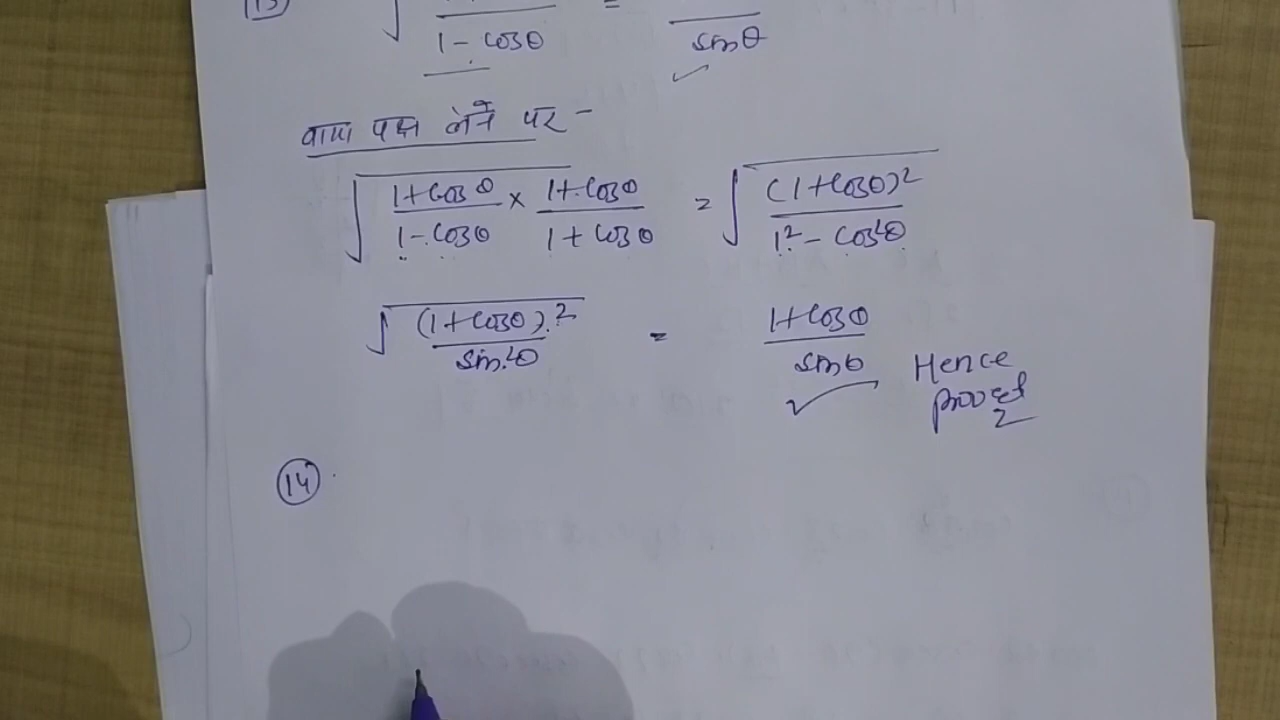 13
1 - cosθ = sinθ
वाया पक्ष लेने पर -
√((1+cosθ)/(1-cosθ) × (1+cosθ)/(1+cosθ)) = √((1+cosθ)²/(1²-cos²θ))
√((1+cosθ)²/sin²θ) = (1+cosθ)/sinθ Hence
proved
14